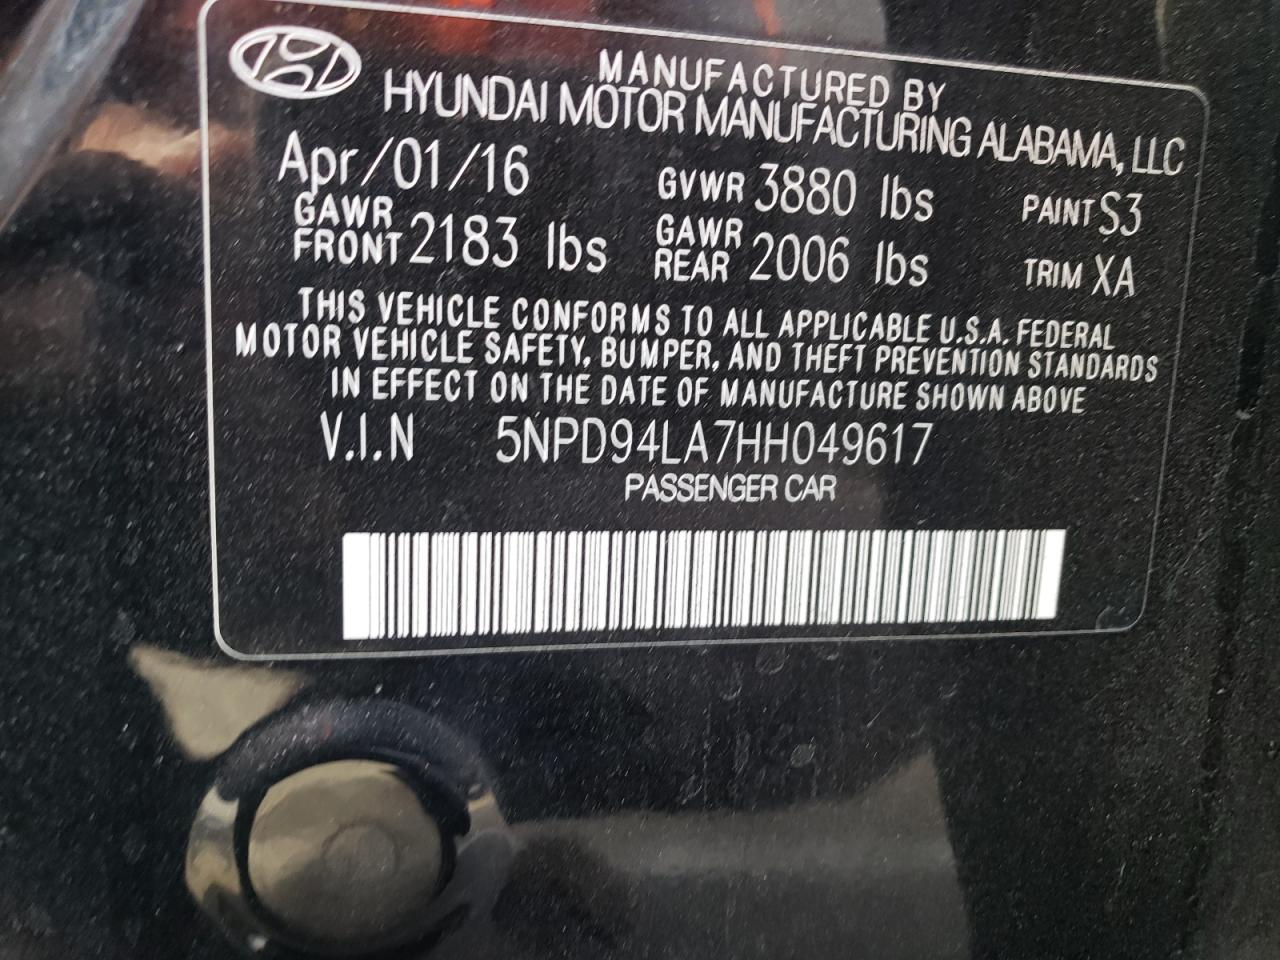 MANUFACTURED BY
HYUNDAI MOTOR MANUFACTURING ALABAMA, LLC
Apr/01/16 GVWR 3880 lbs PAINT S3
GAWR FRONT 2183 lbs GAWR REAR 2006 lbs TRIM XA
THIS VEHICLE CONFORMS TO ALL APPLICABLE U.S.A. FEDERAL
MOTOR VEHICLE SAFETY, BUMPER, AND THEFT PREVENTION STANDARDS
IN EFFECT ON THE DATE OF MANUFACTURE SHOWN ABOVE
V.I.N 5NPD94LA7HH049617
PASSENGER CAR